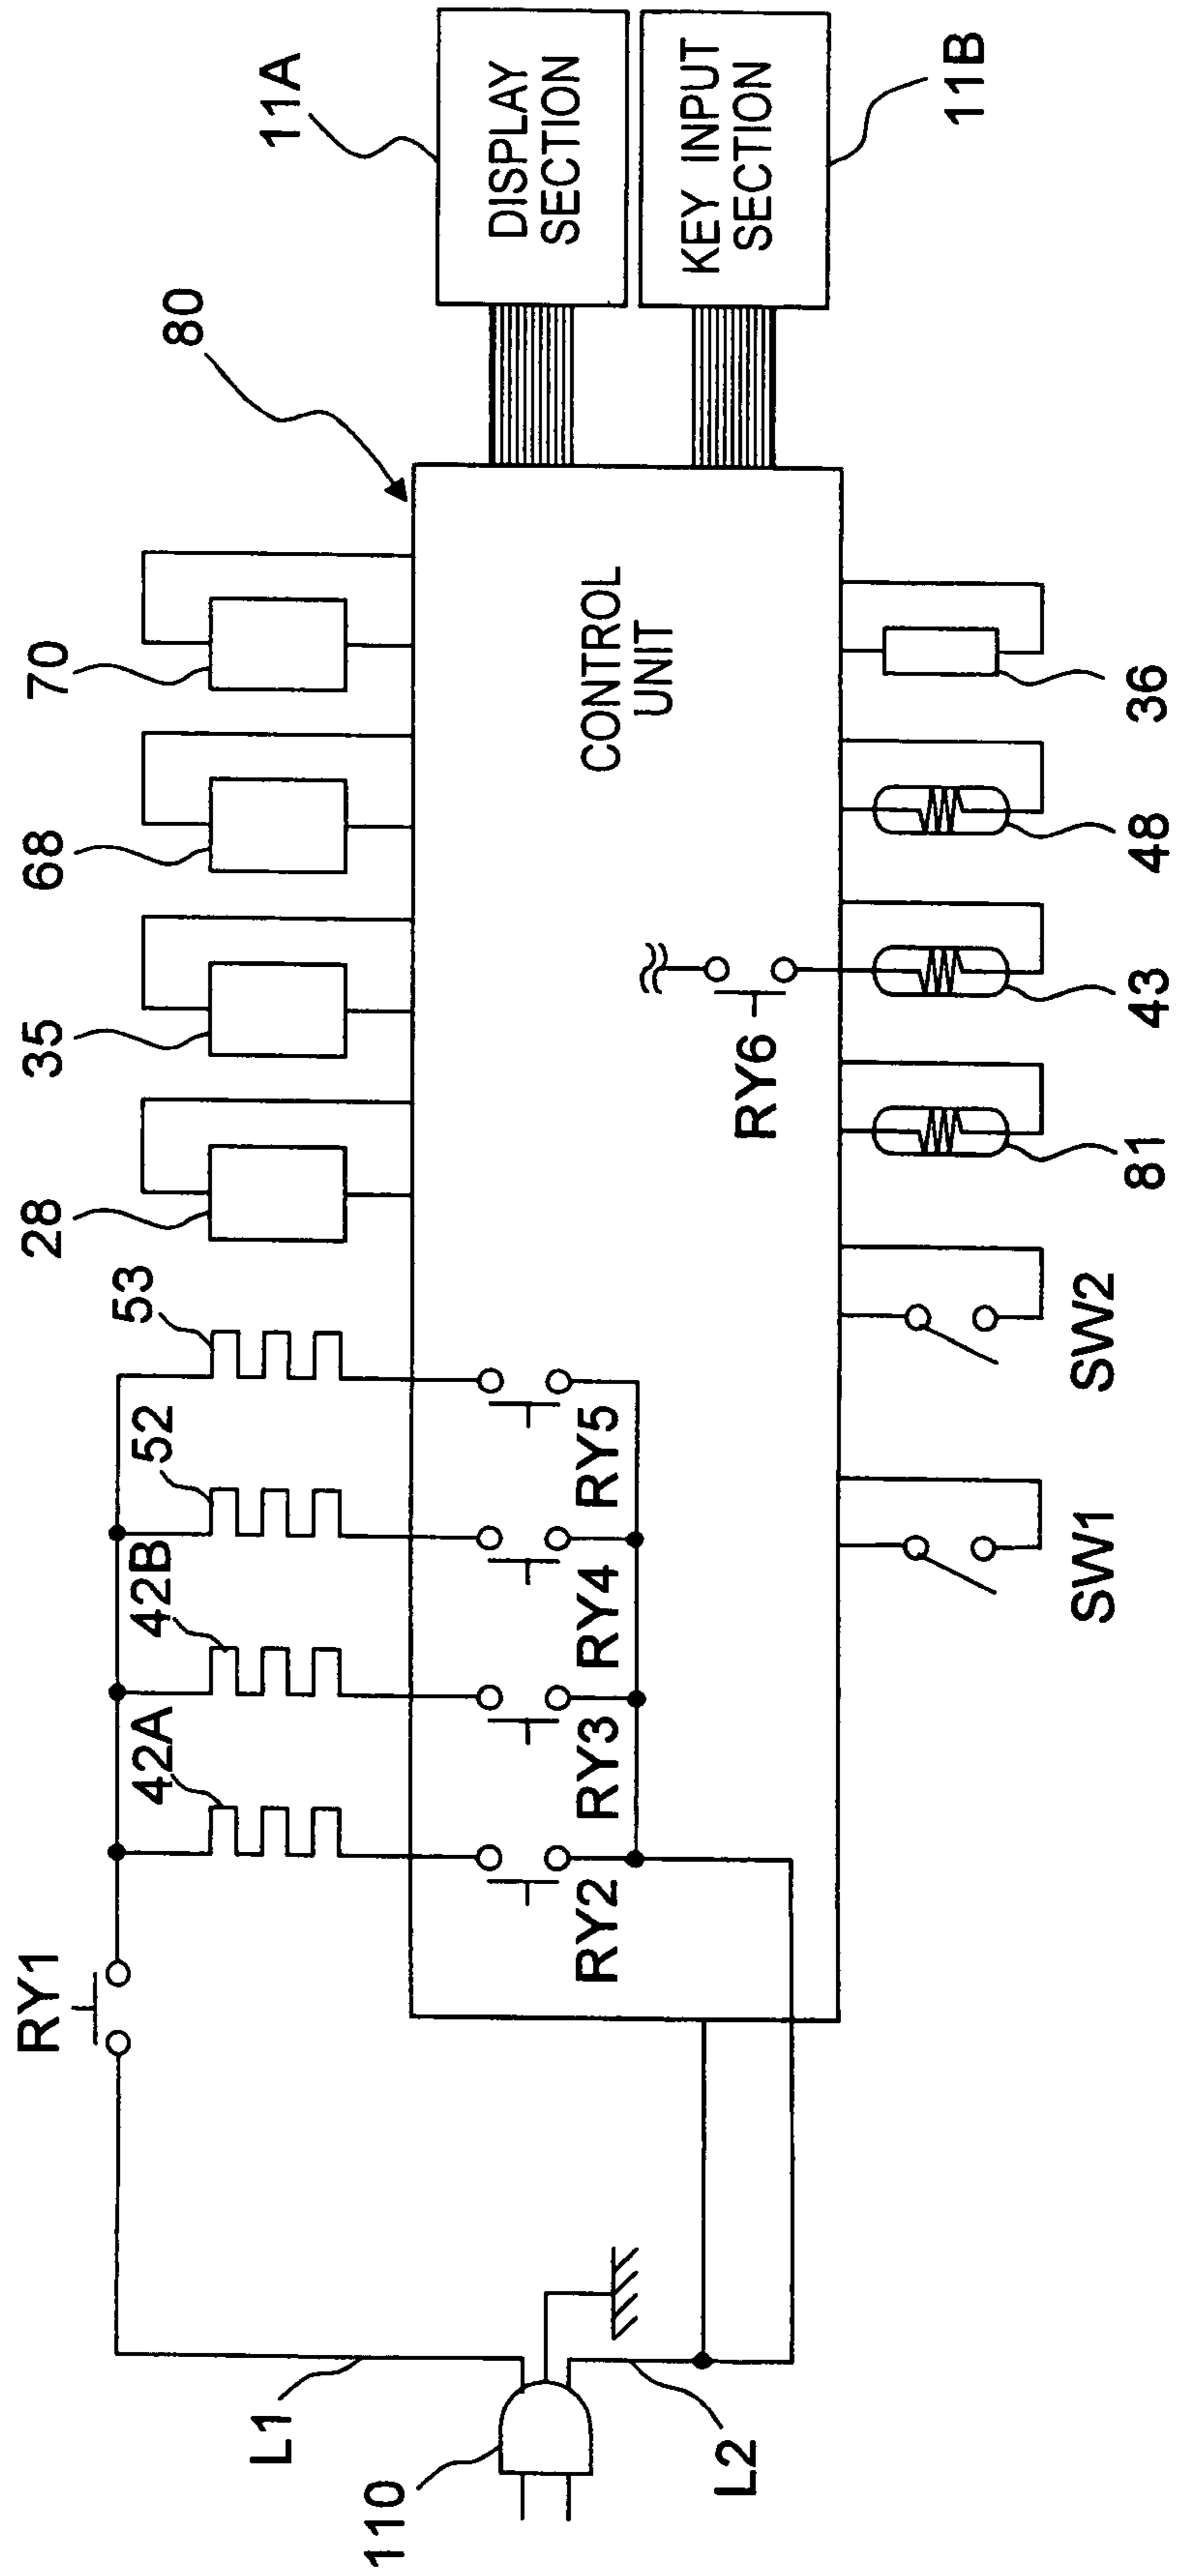 RY1
42A
42B
52
53
28
35
68
70
80
11A
DISPLAY
SECTION
KEY INPUT
SECTION
11B
CONTROL
UNIT
RY2
RY3
RY4
RY5
RY6
L1
110
L2
SW1
SW2
81
43
48
36